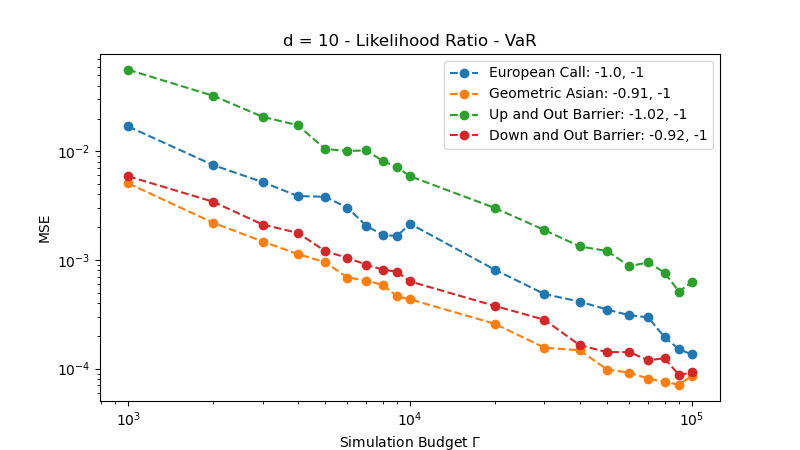 d = 10 - Likelihood Ratio - VaR
European Call: -1.0, -1
Geometric Asian: -0.91, -1
Up and Out Barrier: -1.02, -1
Down and Out Barrier: -0.92, -1
MSE
10⁻²
10⁻³
10⁻⁴
10³
10⁴
10⁵
Simulation Budget Γ